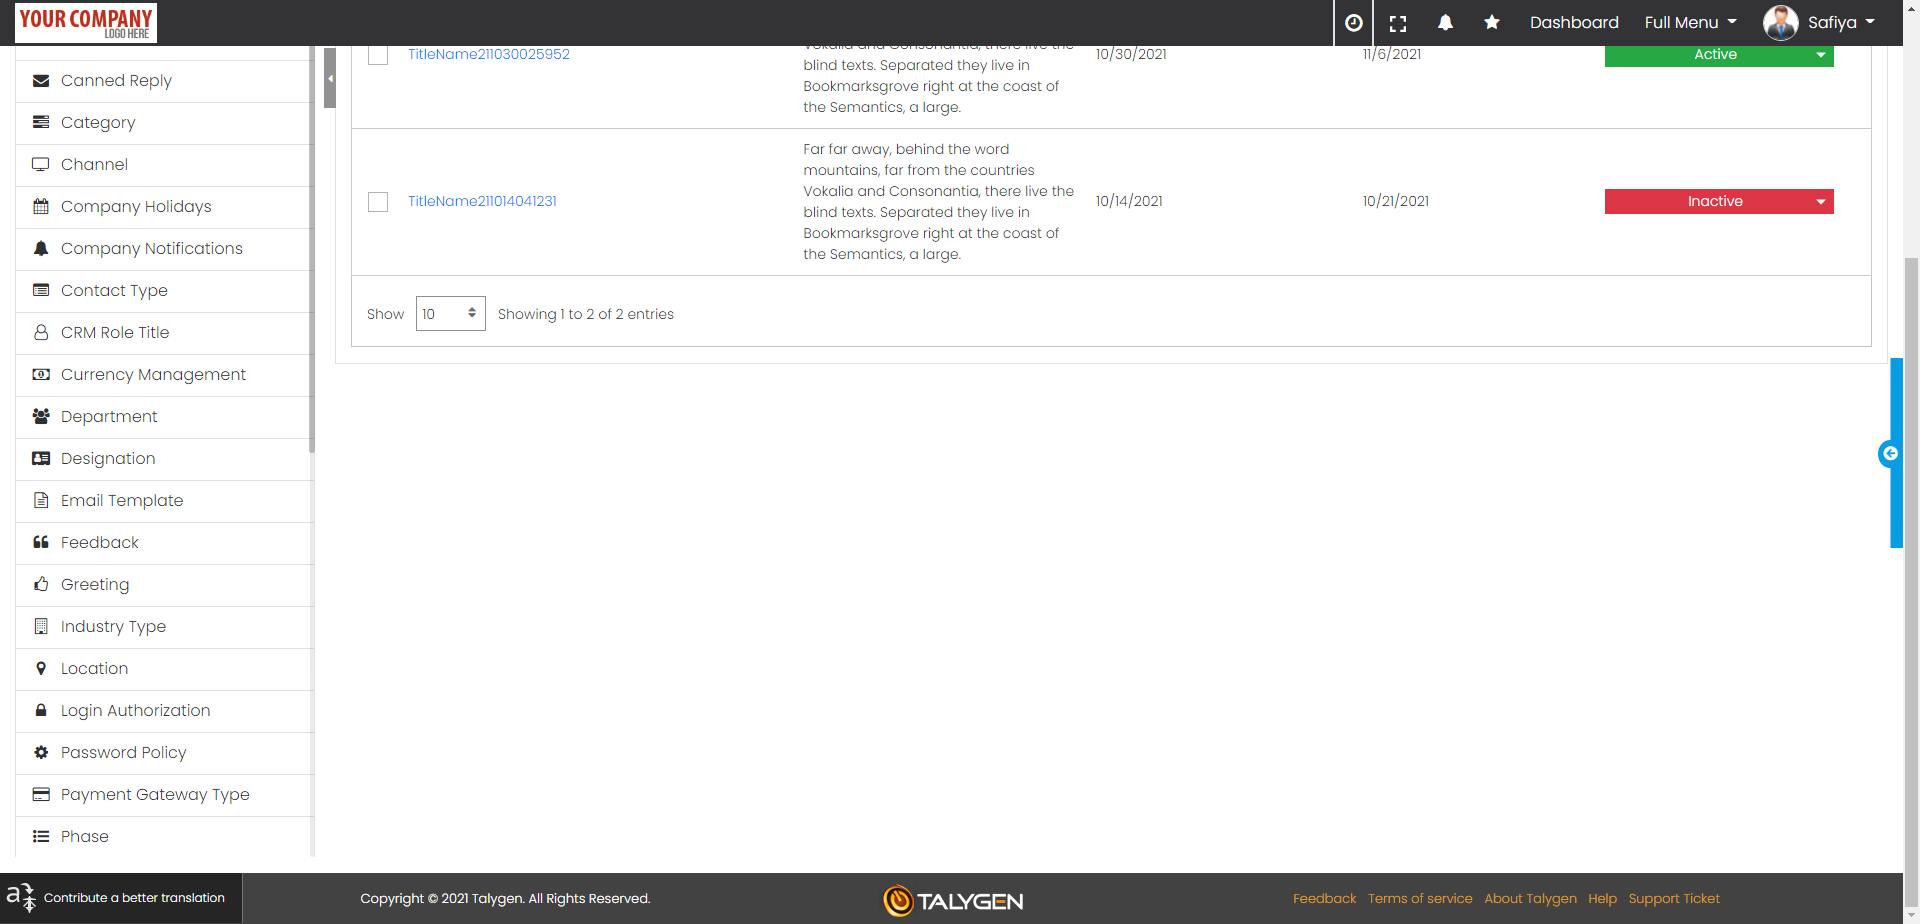 YOUR COMPANY
LOGO HERE
Dashboard
Full Menu
Safiya
Canned Reply
Category
Channel
Company Holidays
Company Notifications
Contact Type
CRM Role Title
Currency Management
Department
Designation
Email Template
Feedback
Greeting
Industry Type
Location
Login Authorization
Password Policy
Payment Gateway Type
Phase
TitleName211030025952
Vokalia and Consonantia, there live the
blind texts. Separated they live in
Bookmarksgrove right at the coast of
the Semantics, a large.
10/30/2021
11/6/2021
Active
TitleName211014041231
Far far away, behind the word
mountains, far from the countries
Vokalia and Consonantia, there live the
blind texts. Separated they live in
Bookmarksgrove right at the coast of
the Semantics, a large.
10/14/2021
10/21/2021
Inactive
Show 10 Showing 1 to 2 of 2 entries
Contribute a better translation
Copyright © 2021 Talygen. All Rights Reserved.
TALYGEN
Feedback Terms of service About Talygen Help Support Ticket